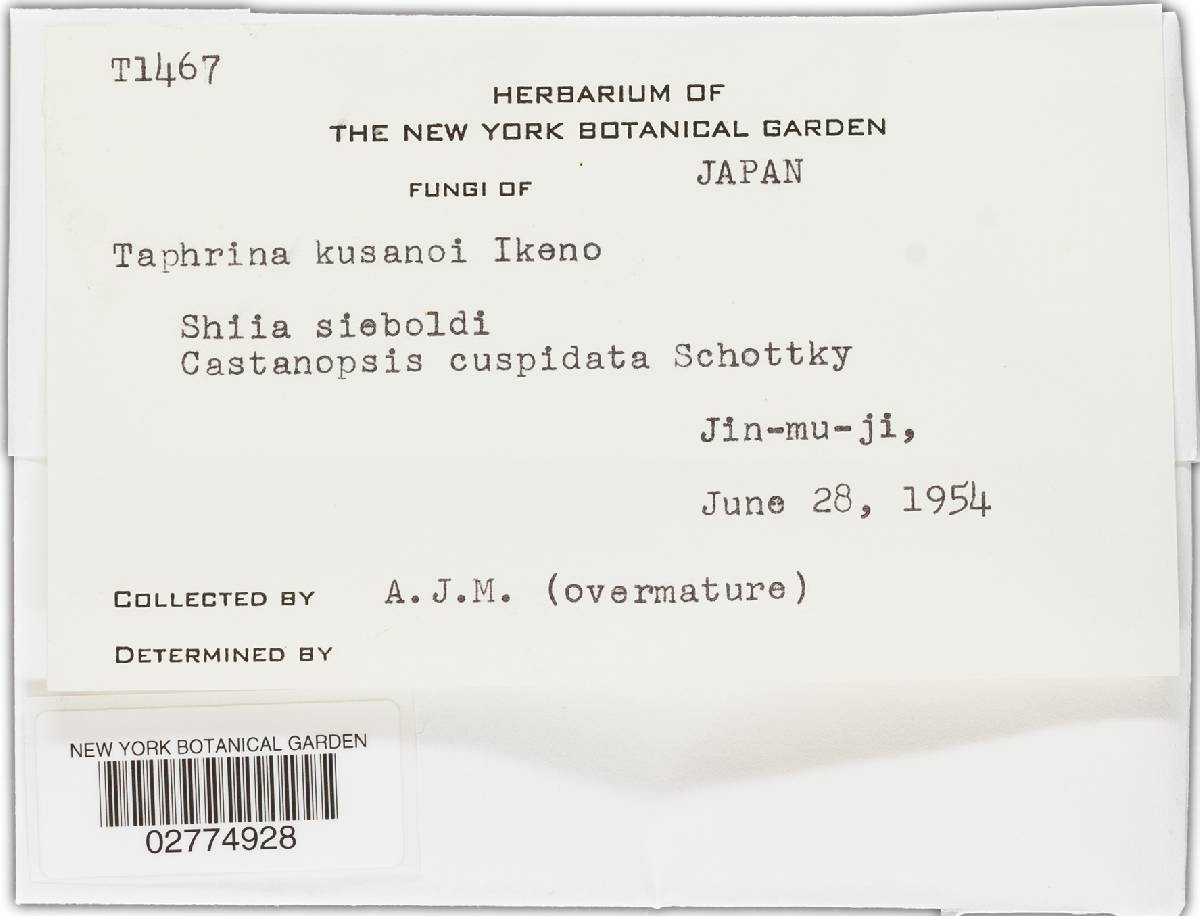 T1467
HERBARIUM OF
THE NEW YORK BOTANICAL GARDEN
FUNGI OF JAPAN
Taphrina kusanoi Ikeno
Shiia sieboldi
Castanopsis cuspidata Schottky
Jin-mu-ji,
June 28, 1954
COLLECTED BY A.J.M. (overmature)
DETERMINED BY
NEW YORK BOTANICAL GARDEN
02774928